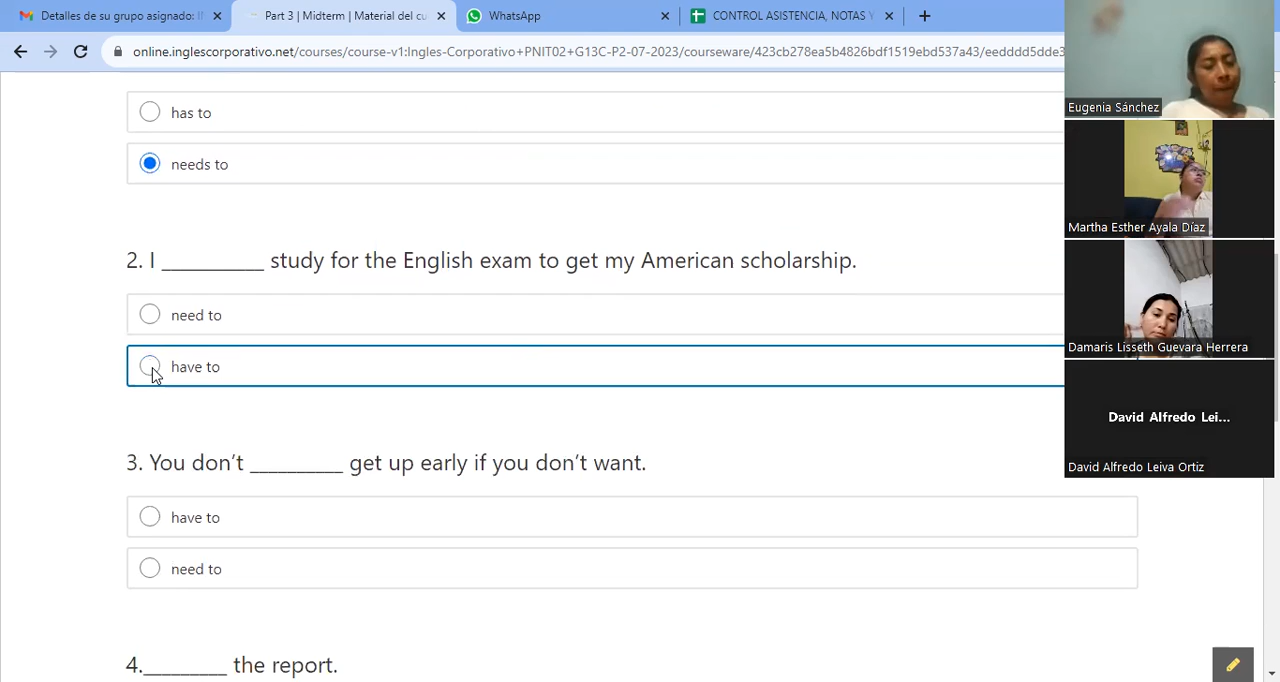 Detalles de su grupo asignado: I
Part 3 | Midterm | Material del cu
WhatsApp
CONTROL ASISTENCIA, NOTAS Y
online.inglescorporativo.net/courses/course-v1:Ingles-Corporativo+PNIT02+G13C-P2-07-2023/courseware/423cb278ea5b4826bdf1519ebd537a43/eedddd5dde3
has to
needs to
2. I __________ study for the English exam to get my American scholarship.
need to
have to
3. You don't _________ get up early if you don't want.
have to
need to
4.________ the report.
Eugenia Sánchez
Martha Esther Ayala Díaz
Damaris Lisseth Guevara Herrera
David Alfredo Lei...
David Alfredo Leiva Ortiz